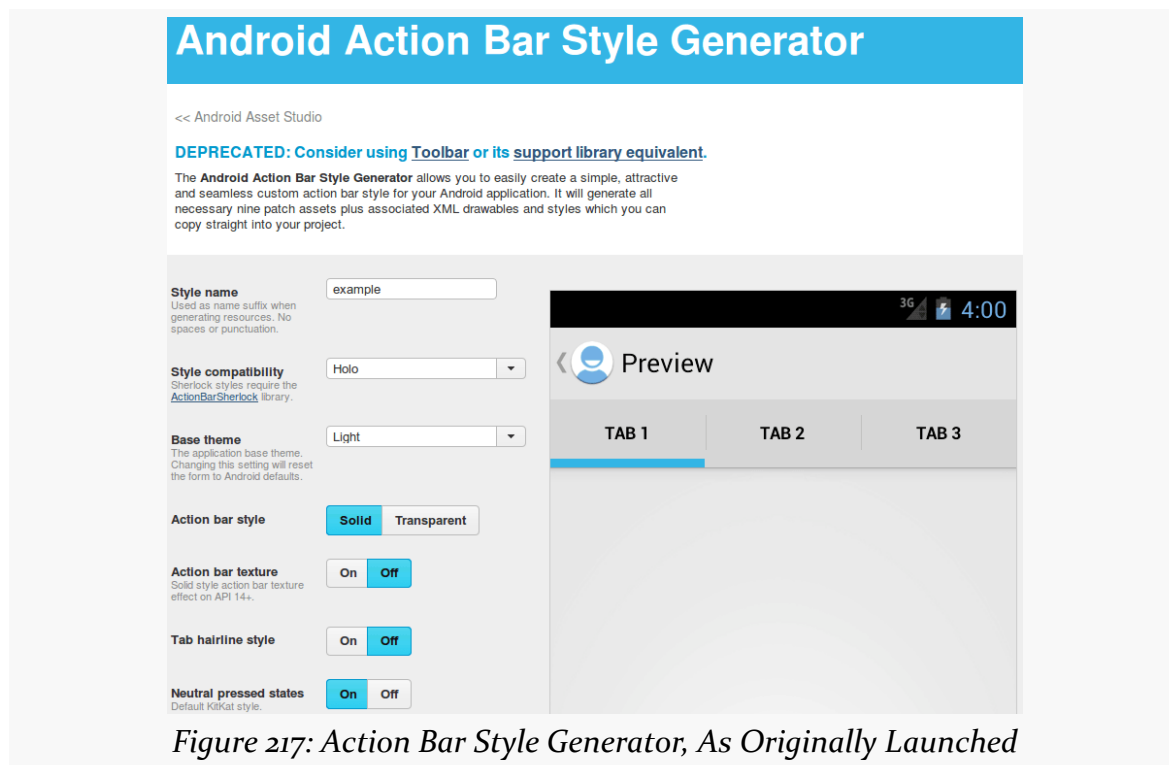 Android Action Bar Style Generator
<< Android Asset Studio
DEPRECATED: Consider using Toolbar or its support library equivalent.
The Android Action Bar Style Generator allows you to easily create a simple, attractive
and seamless custom action bar style for your Android application. It will generate all
necessary nine patch assets plus associated XML drawables and styles which you can
copy straight into your project.
Style name
Used as name suffix when
generating resources. No
spaces or punctuation.
example
Style compatibility
Sherlock styles require the
ActionBarSherlock library.
Holo
Base theme
The application base theme.
Changing this setting will reset
the form to Android defaults.
Light
Action bar style
Solid Transparent
Action bar texture
Solid style action bar texture
effect on API 14+.
On Off
Tab hairline style
On Off
Neutral pressed states
Default KitKat style.
On Off
3G 4:00
Preview
TAB 1 TAB 2 TAB 3
Figure 217: Action Bar Style Generator, As Originally Launched